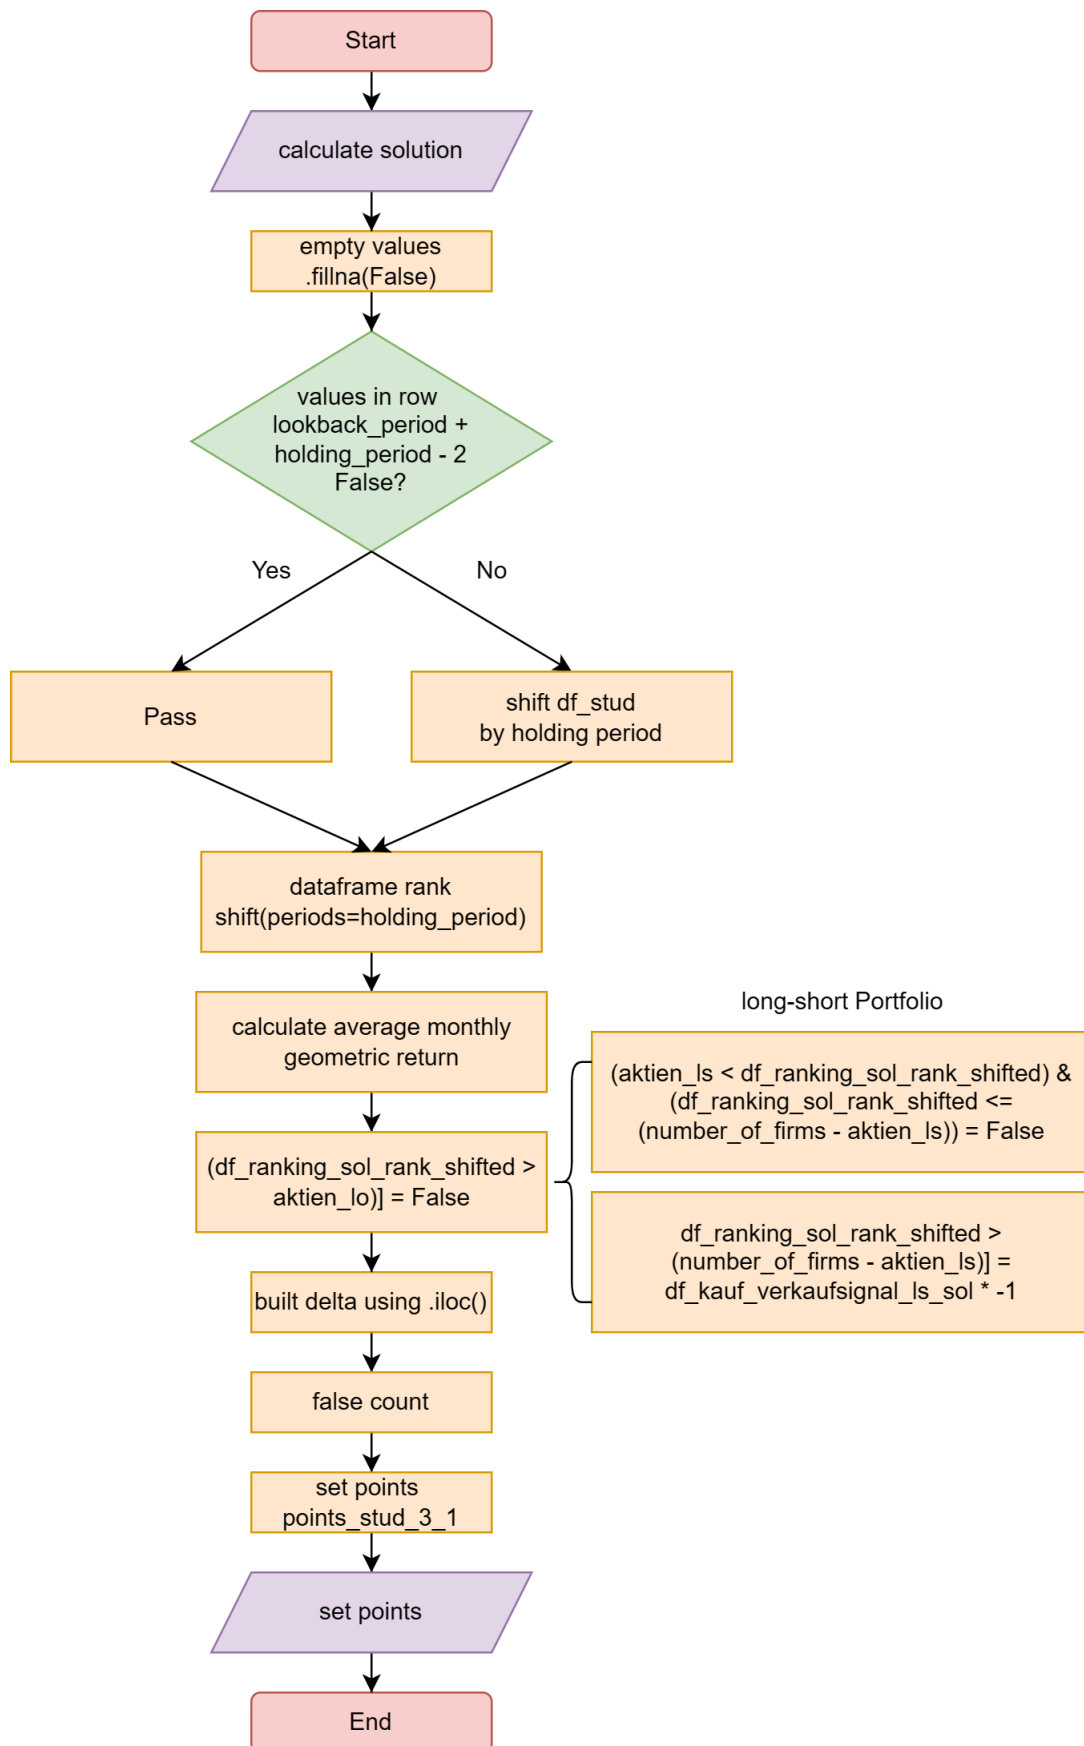 Start
calculate solution
empty values
.fillna(False)
values in row
lookback_period +
holding_period - 2
False?
Yes
No
Pass
shift df_stud
by holding period
dataframe rank
shift(periods=holding_period)
calculate average monthly
geometric return
long-short Portfolio
(aktien_ls < df_ranking_sol_rank_shifted) &
(df_ranking_sol_rank_shifted <=
(number_of_firms - aktien_ls)) = False
(df_ranking_sol_rank_shifted >
aktien_lo)] = False
df_ranking_sol_rank_shifted >
(number_of_firms - aktien_ls)] =
df_kauf_verkaufsignal_ls_sol * -1
built delta using .iloc()
false count
set points
points_stud_3_1
set points
End